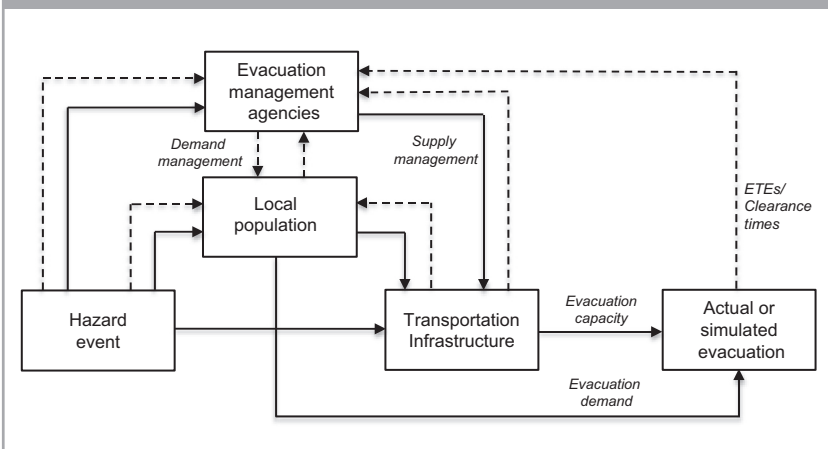 Evacuation
management
agencies
Demand
management
Supply
management
Local
population
ETEs/
Clearance
times
Hazard
event
Transportation
Infrastructure
Evacuation
capacity
Actual or
simulated
evacuation
Evacuation
demand